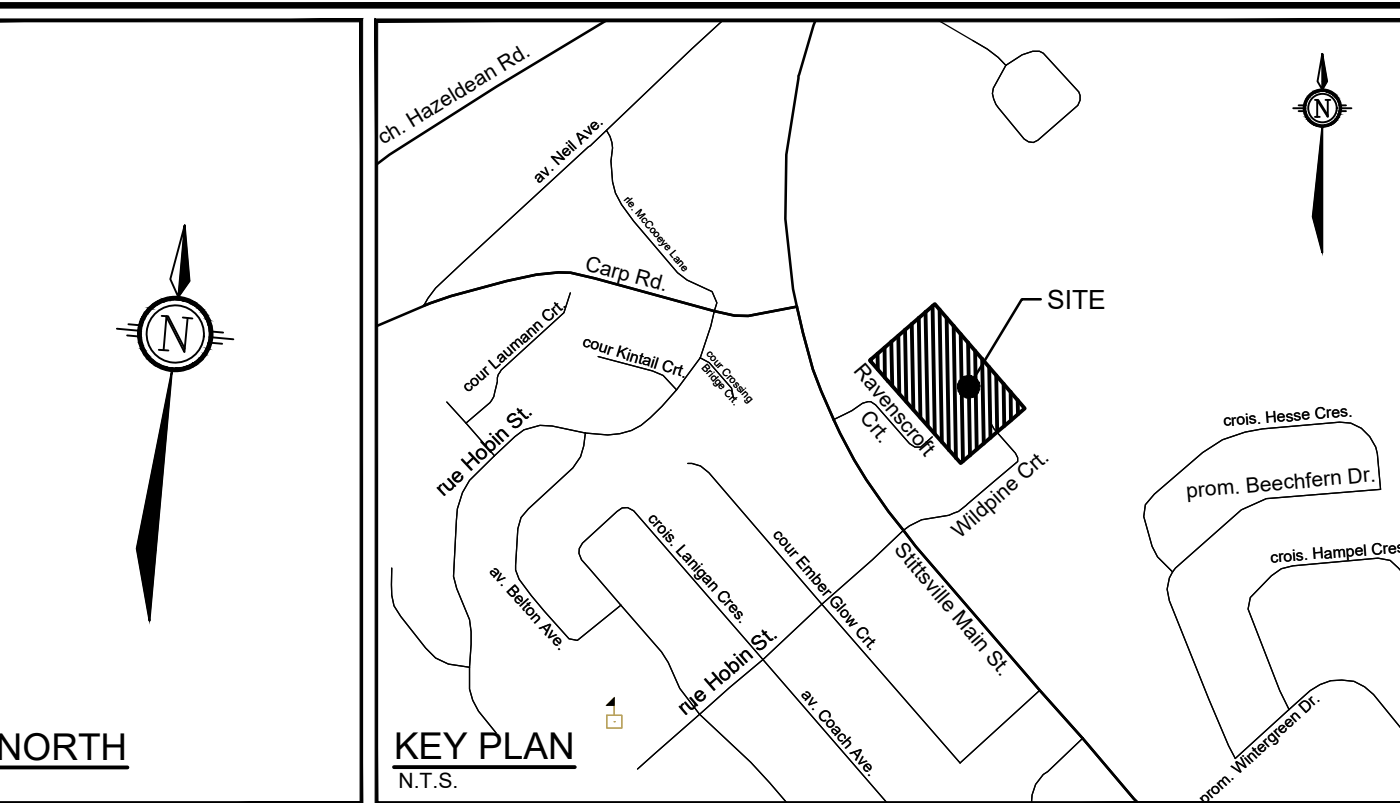 N
NORTH
ch. Hazeldean Rd.
av. Neil Ave.
rle. McCooeye Lane
N
Carp Rd.
SITE
cour Laumann Crt.
cour Kintail Crt.
cour Crossing
Bridge Crt.
Ravenscroft
Crt.
rue Hobin St.
crois. Hesse Cres.
prom. Beechfern Dr.
Wildpine Crt.
crois. Lanigan Cres.
cour Ember Glow Crt.
Stittsville Main St.
crois. Hampel Cres
av. Belton Ave.
rue Hobin St.
av. Coach Ave.
prom. Wintergreen Dr.
KEY PLAN
N.T.S.